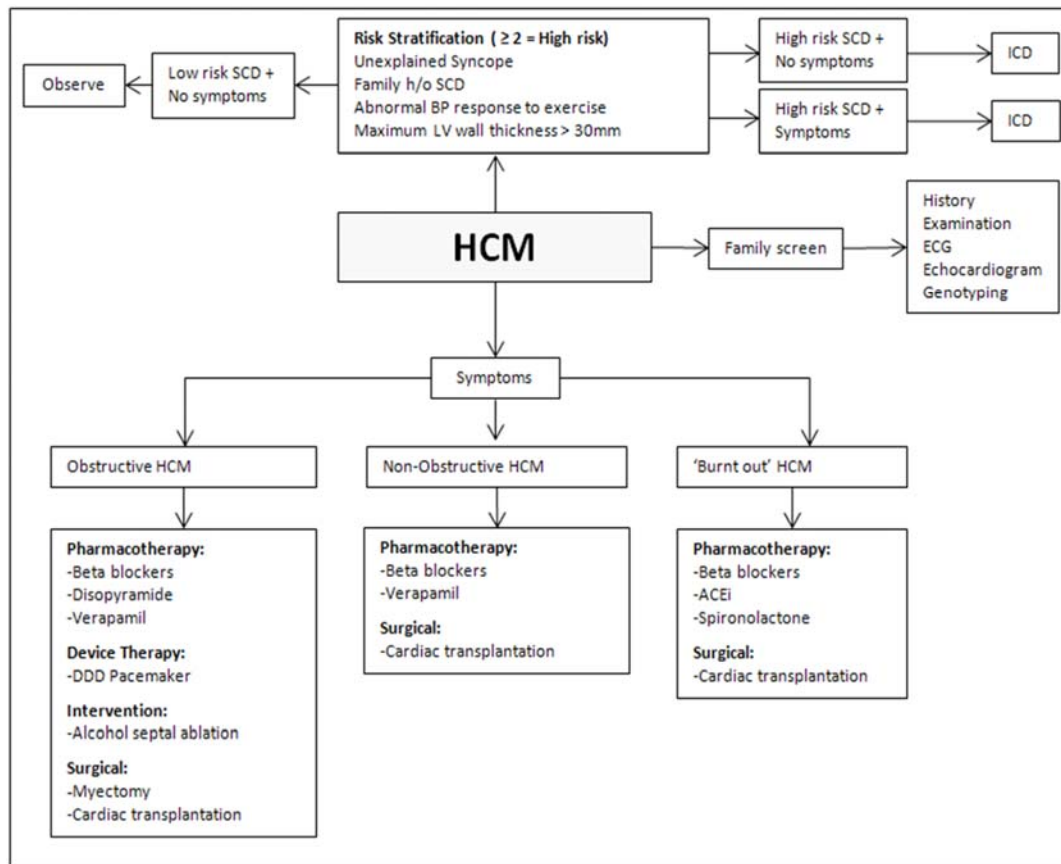 Risk Stratification ( ≥ 2 = High risk)
Unexplained Syncope
Family h/o SCD
Abnormal BP response to exercise
Maximum LV wall thickness > 30mm
Observe
Low risk SCD +
No symptoms
High risk SCD +
No symptoms
ICD
High risk SCD +
Symptoms
ICD
HCM
Family screen
History
Examination
ECG
Echocardiogram
Genotyping
Symptoms
Obstructive HCM
Non-Obstructive HCM
‘Burnt out’ HCM
Pharmacotherapy:
-Beta blockers
-Disopyramide
-Verapamil
Device Therapy:
-DDD Pacemaker
Intervention:
-Alcohol septal ablation
Surgical:
-Myectomy
-Cardiac transplantation
Pharmacotherapy:
-Beta blockers
-Verapamil
Surgical:
-Cardiac transplantation
Pharmacotherapy:
-Beta blockers
-ACEi
-Spironolactone
Surgical:
-Cardiac transplantation